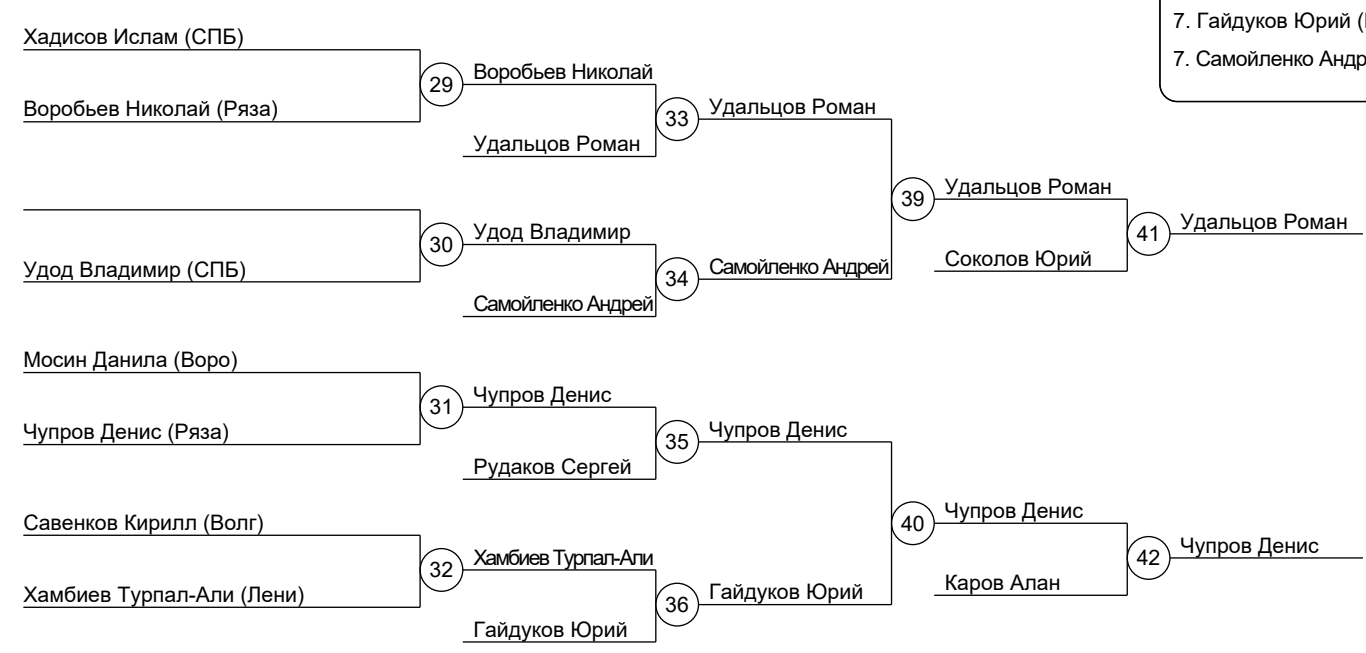 7. Гайдуков Юрий (
7. Самойленко Андр
Хадисов Ислам (СПБ)
29
Воробьев Николай
Воробьев Николай (Ряза)
33
Удальцов Роман
Удальцов Роман
39
Удальцов Роман
30
Удод Владимир
Удод Владимир (СПБ)
34
Самойленко Андрей
Соколов Юрий
41
Удальцов Роман
Самойленко Андрей
Мосин Данила (Воро)
31
Чупров Денис
Чупров Денис (Ряза)
35
Чупров Денис
Рудаков Сергей
40
Чупров Денис
Савенков Кирилл (Волг)
32
Хамбиев Турпал-Али
42
Чупров Денис
Хамбиев Турпал-Али (Лени)
36
Гайдуков Юрий
Каров Алан
Гайдуков Юрий